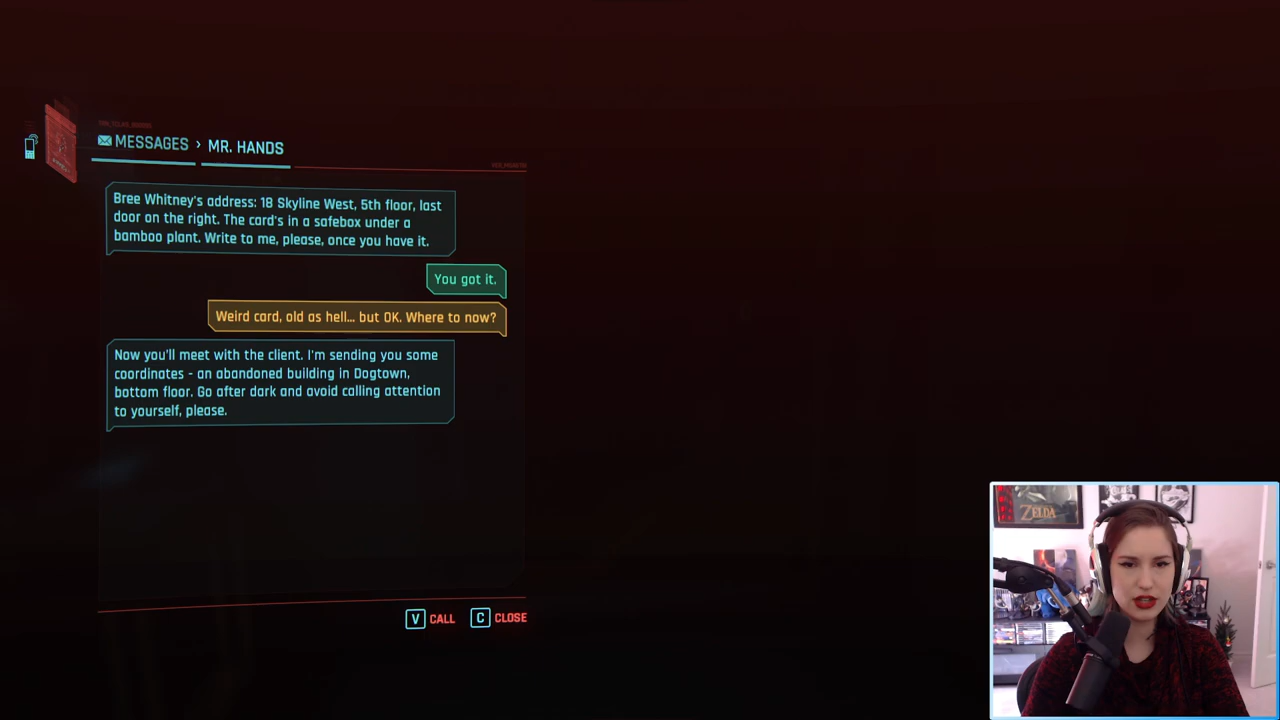 MESSAGES › MR. HANDS
Bree Whitney's address: 18 Skyline West, 5th floor, last
door on the right. The card's in a safebox under a
bamboo plant. Write to me, please, once you have it.
You got it.
Weird card, old as hell... but OK. Where to now?
Now you'll meet with the client. I'm sending you some
coordinates - an abandoned building in Dogtown,
bottom floor. Go after dark and avoid calling attention
to yourself, please.
V CALL C CLOSE
ZELDA